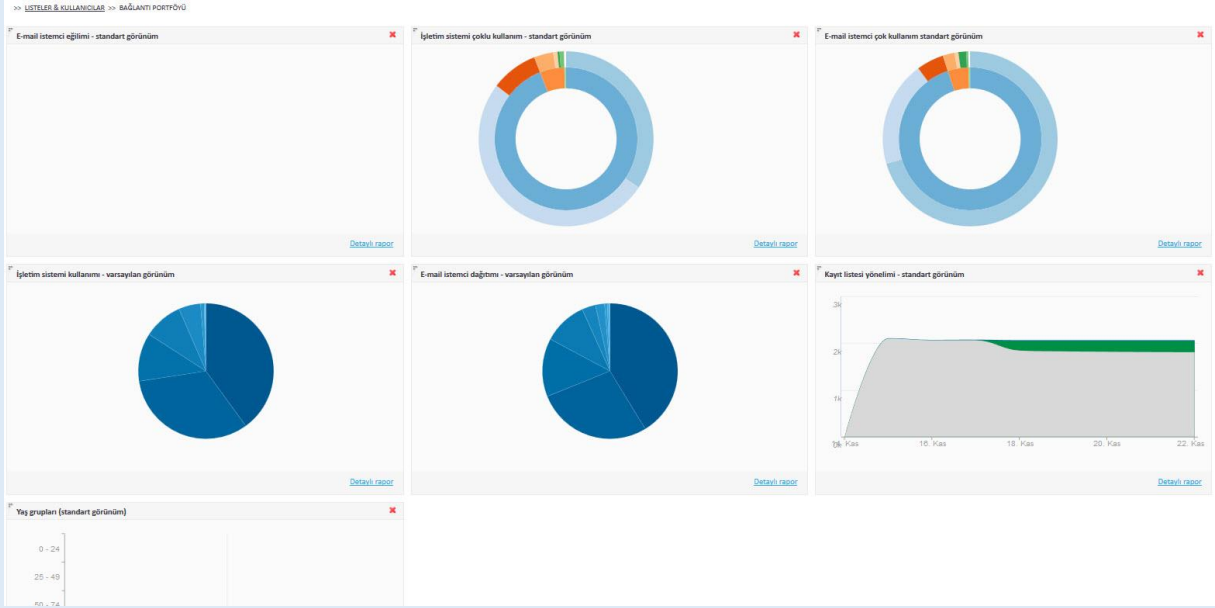 >> LİSTELER & KULLANICILAR >> BAĞLANTI PORTFÖYÜ
E-mail istemci eğilimi - standart görünüm
Detaylı rapor
İşletim sistemi çoklu kullanım - standart görünüm
Detaylı rapor
E-mail istemci çok kullanım standart görünüm
Detaylı rapor
İşletim sistemi kullanımı - varsayılan görünüm
Detaylı rapor
E-mail istemci dağıtımı - varsayılan görünüm
Detaylı rapor
Kayıt listesi yönelimi - standart görünüm
3k
2k
1k
0k
14. Kas 16. Kas 18. Kas 20. Kas 22. Kas
Detaylı rapor
Yaş grupları (standart görünüm)
0 - 24
25 - 49
50 - 74